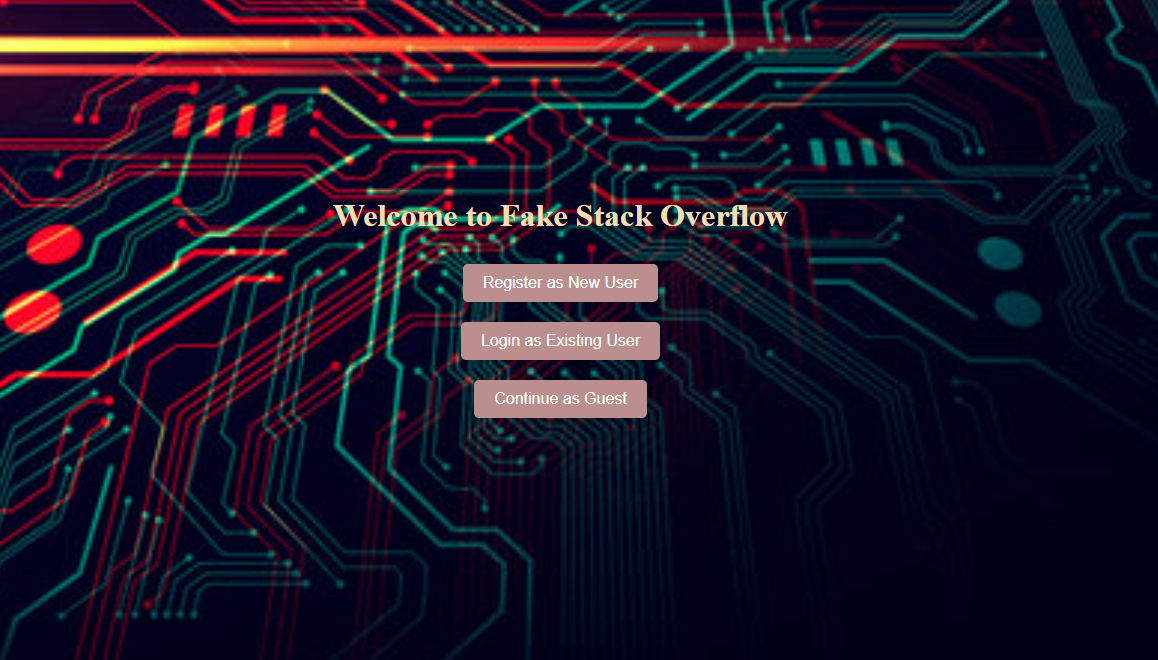 Welcome to Fake Stack Overflow
Register as New User
Login as Existing User
Continue as Guest